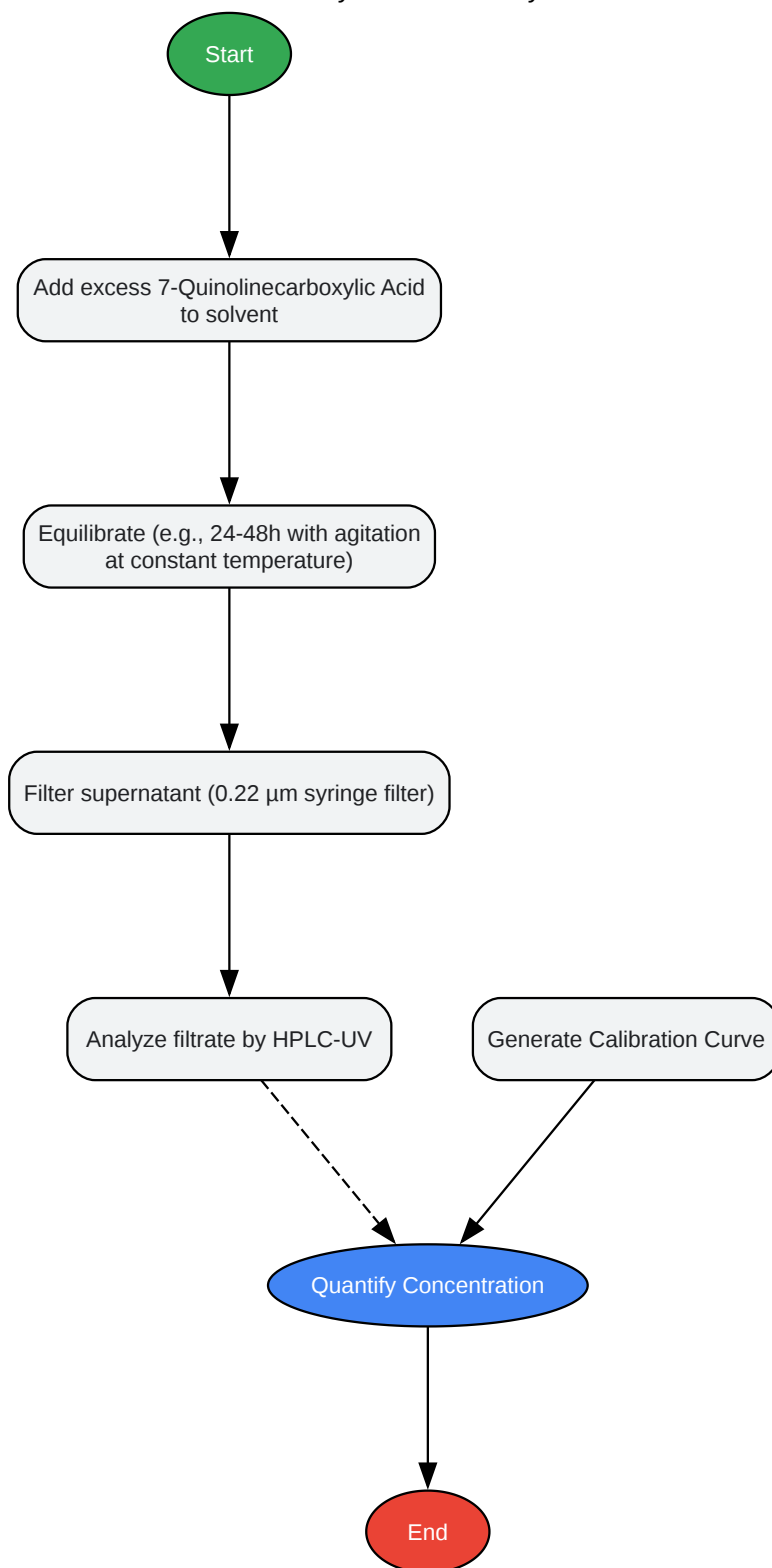 Start
Add excess 7-Quinolinecarboxylic Acid
to solvent
Equilibrate (e.g., 24-48h with agitation
at constant temperature)
Filter supernatant (0.22 µm syringe filter)
Analyze filtrate by HPLC-UV
Generate Calibration Curve
Quantify Concentration
End